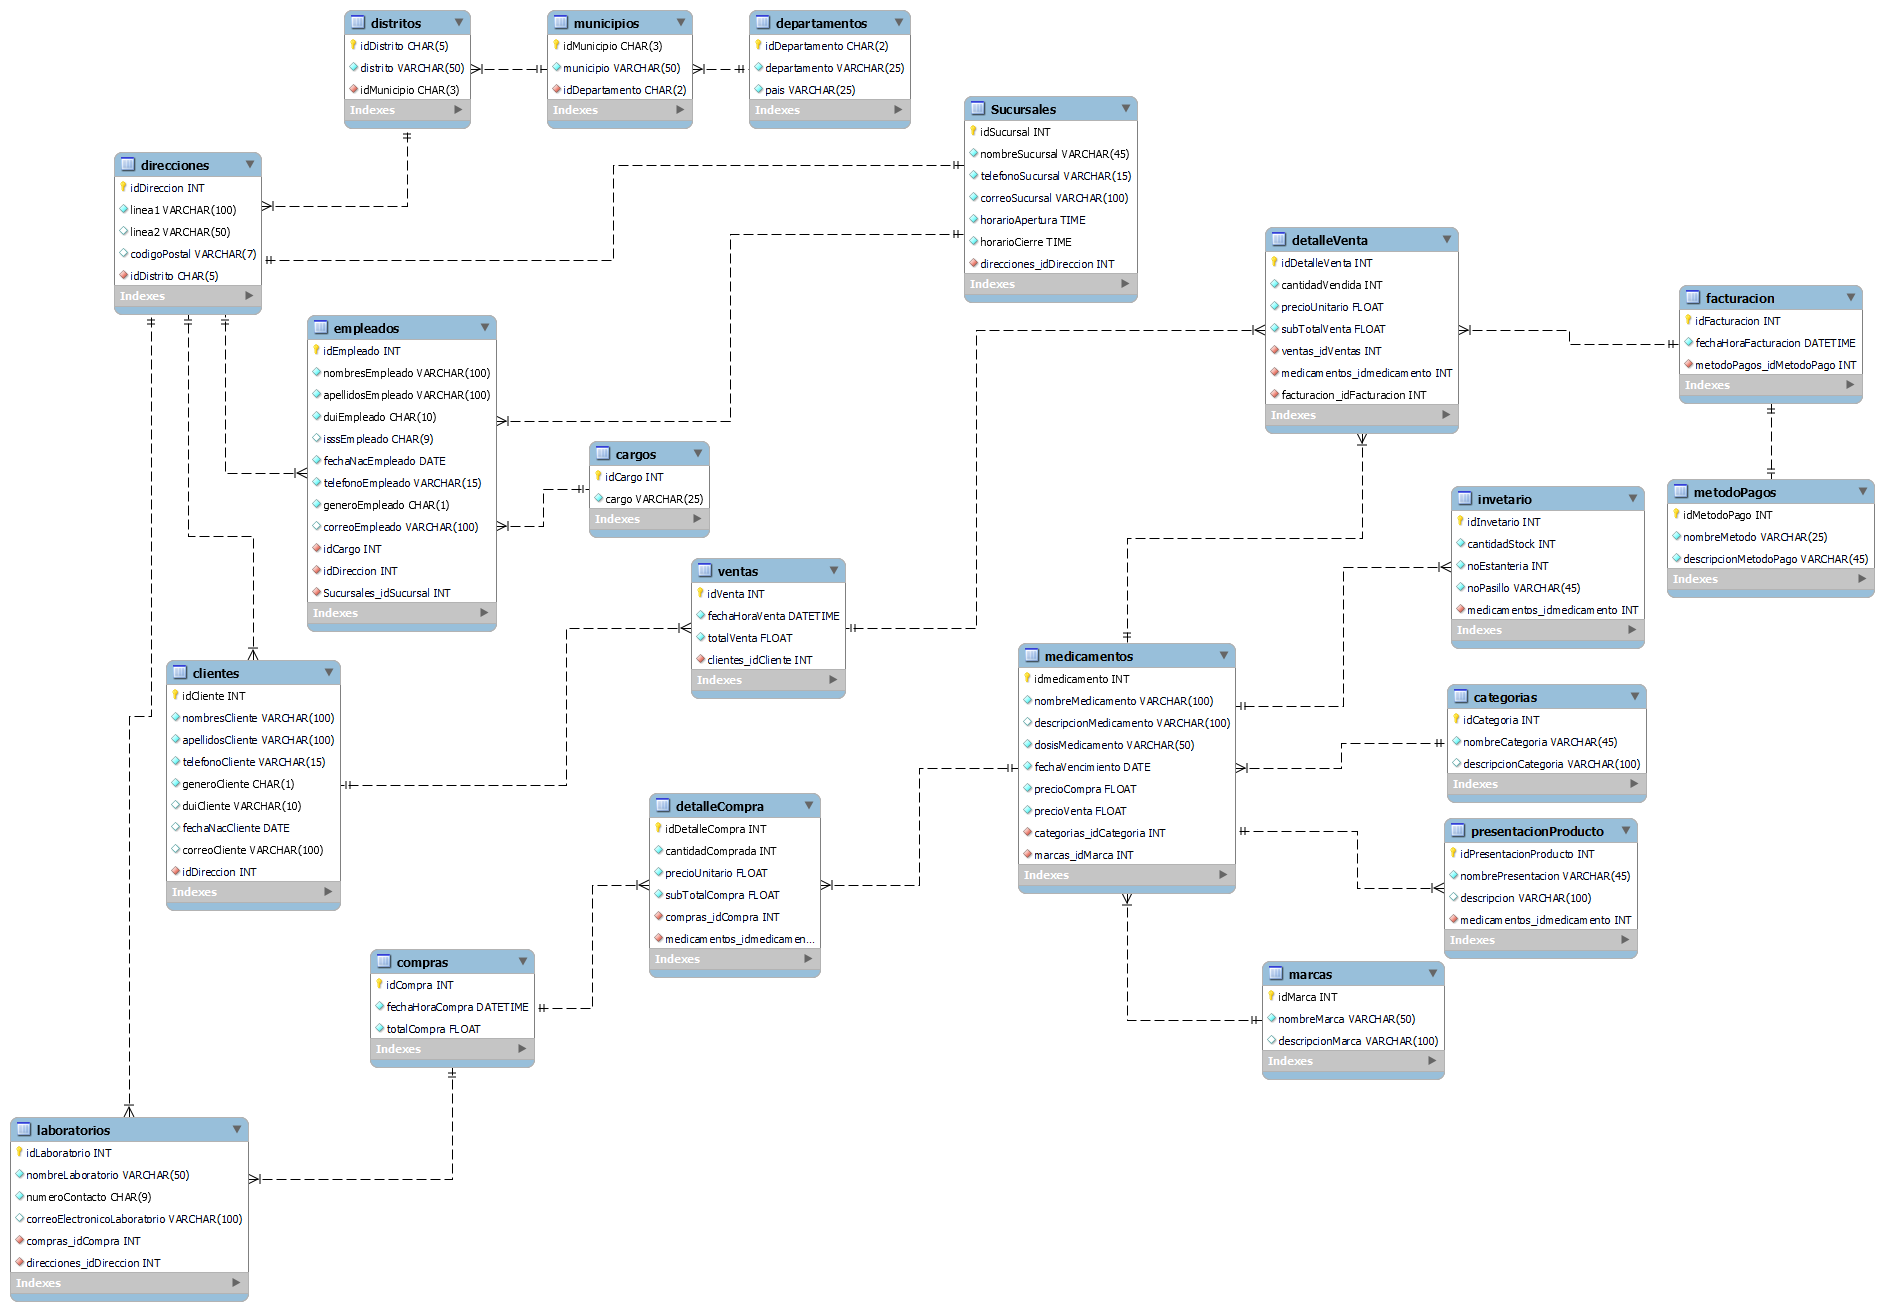 distritos
idDistrito CHAR(5)
distrito VARCHAR(50)
idMunicipio CHAR(3)
Indexes
municipios
idMunicipio CHAR(3)
municipio VARCHAR(50)
idDepartamento CHAR(2)
Indexes
departamentos
idDepartamento CHAR(2)
departamento VARCHAR(25)
pais VARCHAR(25)
Indexes
Sucursales
idSucursal INT
nombreSucursal VARCHAR(45)
telefonoSucursal VARCHAR(15)
correoSucursal VARCHAR(100)
horarioApertura TIME
horarioCierre TIME
direcciones_idDireccion INT
Indexes
direcciones
idDireccion INT
linea1 VARCHAR(100)
linea2 VARCHAR(50)
codigoPostal VARCHAR(7)
idDistrito CHAR(5)
Indexes
detalleVenta
idDetalleVenta INT
cantidadVendida INT
precioUnitario FLOAT
subTotalVenta FLOAT
ventas_idVentas INT
medicamentos_idmedicamento INT
facturacion_idFacturacion INT
Indexes
facturacion
idFacturacion INT
fechaHoraFacturacion DATETIME
metodoPagos_idMetodoPago INT
Indexes
empleados
idEmpleado INT
nombresEmpleado VARCHAR(100)
apellidosEmpleado VARCHAR(100)
duiEmpleado CHAR(10)
isssEmpleado CHAR(9)
fechaNacEmpleado DATE
telefonoEmpleado VARCHAR(15)
generoEmpleado CHAR(1)
correoEmpleado VARCHAR(100)
idCargo INT
idDireccion INT
Sucursales_idSucursal INT
Indexes
cargos
idCargo INT
cargo VARCHAR(25)
Indexes
metodoPagos
idMetodoPago INT
nombreMetodo VARCHAR(25)
descripcionMetodoPago VARCHAR(45)
Indexes
invetario
idInvetario INT
cantidadStock INT
noEstanteria INT
noPasillo VARCHAR(45)
medicamentos_idmedicamento INT
Indexes
ventas
idVenta INT
fechaHoraVenta DATETIME
totalVenta FLOAT
clientes_idCliente INT
Indexes
medicamentos
idmedicamento INT
nombreMedicamento VARCHAR(100)
descripcionMedicamento VARCHAR(100)
dosisMedicamento VARCHAR(50)
fechaVencimiento DATE
precioCompra FLOAT
precioVenta FLOAT
categorias_idCategoria INT
marcas_idMarca INT
Indexes
clientes
idCliente INT
nombresCliente VARCHAR(100)
apellidosCliente VARCHAR(100)
telefonoCliente VARCHAR(15)
generoCliente CHAR(1)
duiCliente VARCHAR(10)
fechaNacCliente DATE
correoCliente VARCHAR(100)
idDireccion INT
Indexes
categorias
idCategoria INT
nombreCategoria VARCHAR(45)
descripcionCategoria VARCHAR(100)
Indexes
detalleCompra
idDetalleCompra INT
cantidadComprada INT
precioUnitario FLOAT
subTotalCompra FLOAT
compras_idCompra INT
medicamentos_idmedicamen...
Indexes
presentacionProducto
idPresentacionProducto INT
nombrePresentacion VARCHAR(45)
descripcion VARCHAR(100)
medicamentos_idmedicamento INT
Indexes
compras
idCompra INT
fechaHoraCompra DATETIME
totalCompra FLOAT
Indexes
marcas
idMarca INT
nombreMarca VARCHAR(50)
descripcionMarca VARCHAR(100)
Indexes
laboratorios
idLaboratorio INT
nombreLaboratorio VARCHAR(50)
numeroContacto CHAR(9)
correoElectronicoLaboratorio VARCHAR(100)
compras_idCompra INT
direcciones_idDireccion INT
Indexes